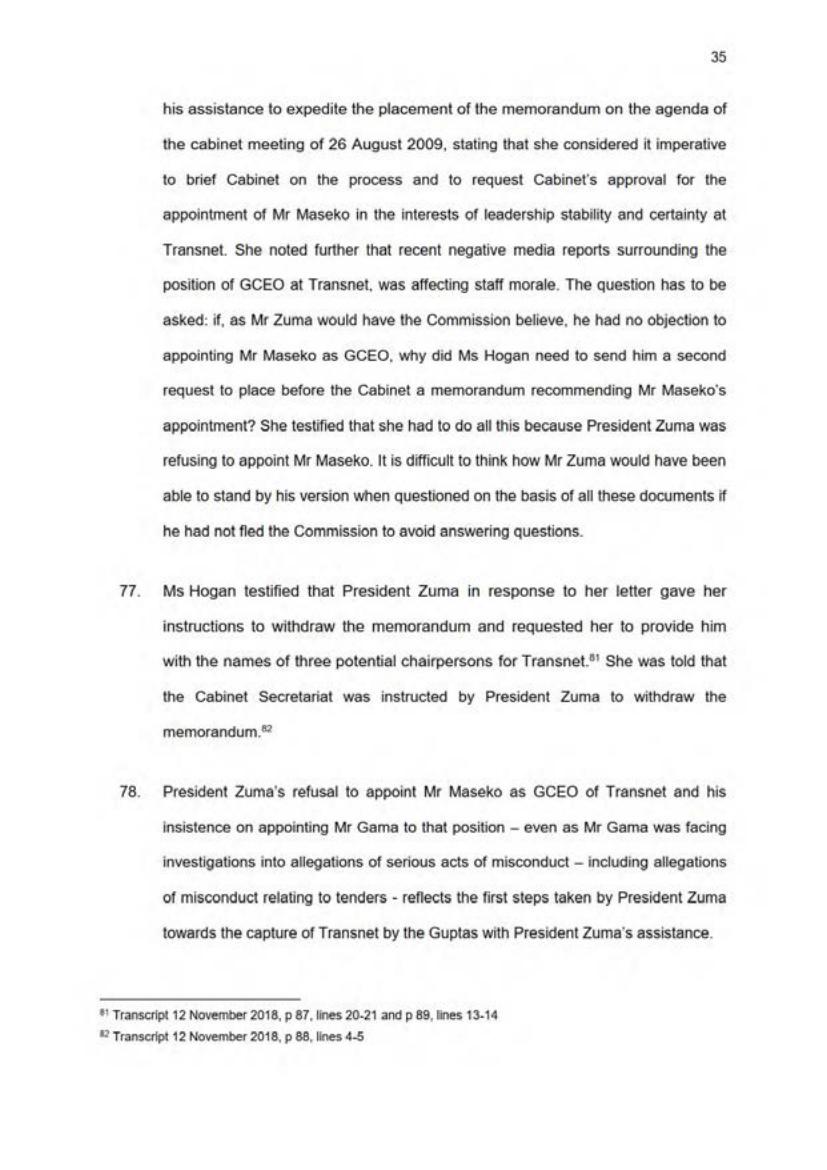 35
his assistance to expedite the placement of the memorandum on the agenda of
the cabinet meeting of 26 August 2009, stating that she considered it imperative
to brief Cabinet on the process and to request Cabinet's approval for the
appointment of Mr Maseko in the interests of leadership stability and certainty at
Transnet. She noted further that recent negative media reports surrounding the
position of GCEO at Transnet, was affecting staff morale. The question has to be
asked: if, as Mr Zuma would have the Commission believe, he had no objection to
appointing Mr Maseko as GCEO, why did Ms Hogan need to send him a second
request to place before the Cabinet a memorandum recommending Mr Maseko's
appointment? She testified that she had to do all this because President Zuma was
refusing to appoint Mr Maseko. It is difficult to think how Mr Zuma would have been
able to stand by his version when questioned on the basis of all these documents if
he had not fled the Commission to avoid answering questions.
77. Ms Hogan testified that President Zuma in response to her letter gave her
instructions to withdraw the memorandum and requested her to provide him
with the names of three potential chairpersons for Transnet.81 She was told that
the Cabinet Secretariat was instructed by President Zuma to withdraw the
memorandum.82
78. President Zuma's refusal to appoint Mr Maseko as GCEO of Transnet and his
insistence on appointing Mr Gama to that position – even as Mr Gama was facing
investigations into allegations of serious acts of misconduct – including allegations
of misconduct relating to tenders - reflects the first steps taken by President Zuma
towards the capture of Transnet by the Guptas with President Zuma's assistance.
81 Transcript 12 November 2018, p 87, lines 20-21 and p 89, lines 13-14
82 Transcript 12 November 2018, p 88, lines 4-5